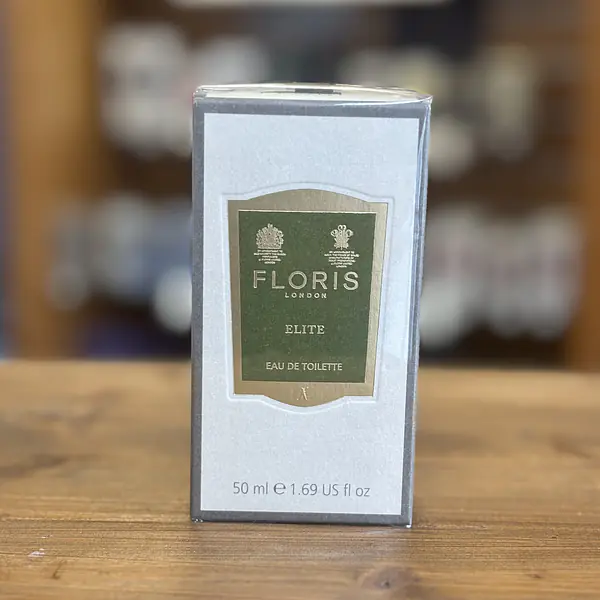 FLORIS
LONDON
ELITE
EAU DE TOILETTE
50 ml ℮ 1.69 US fl oz